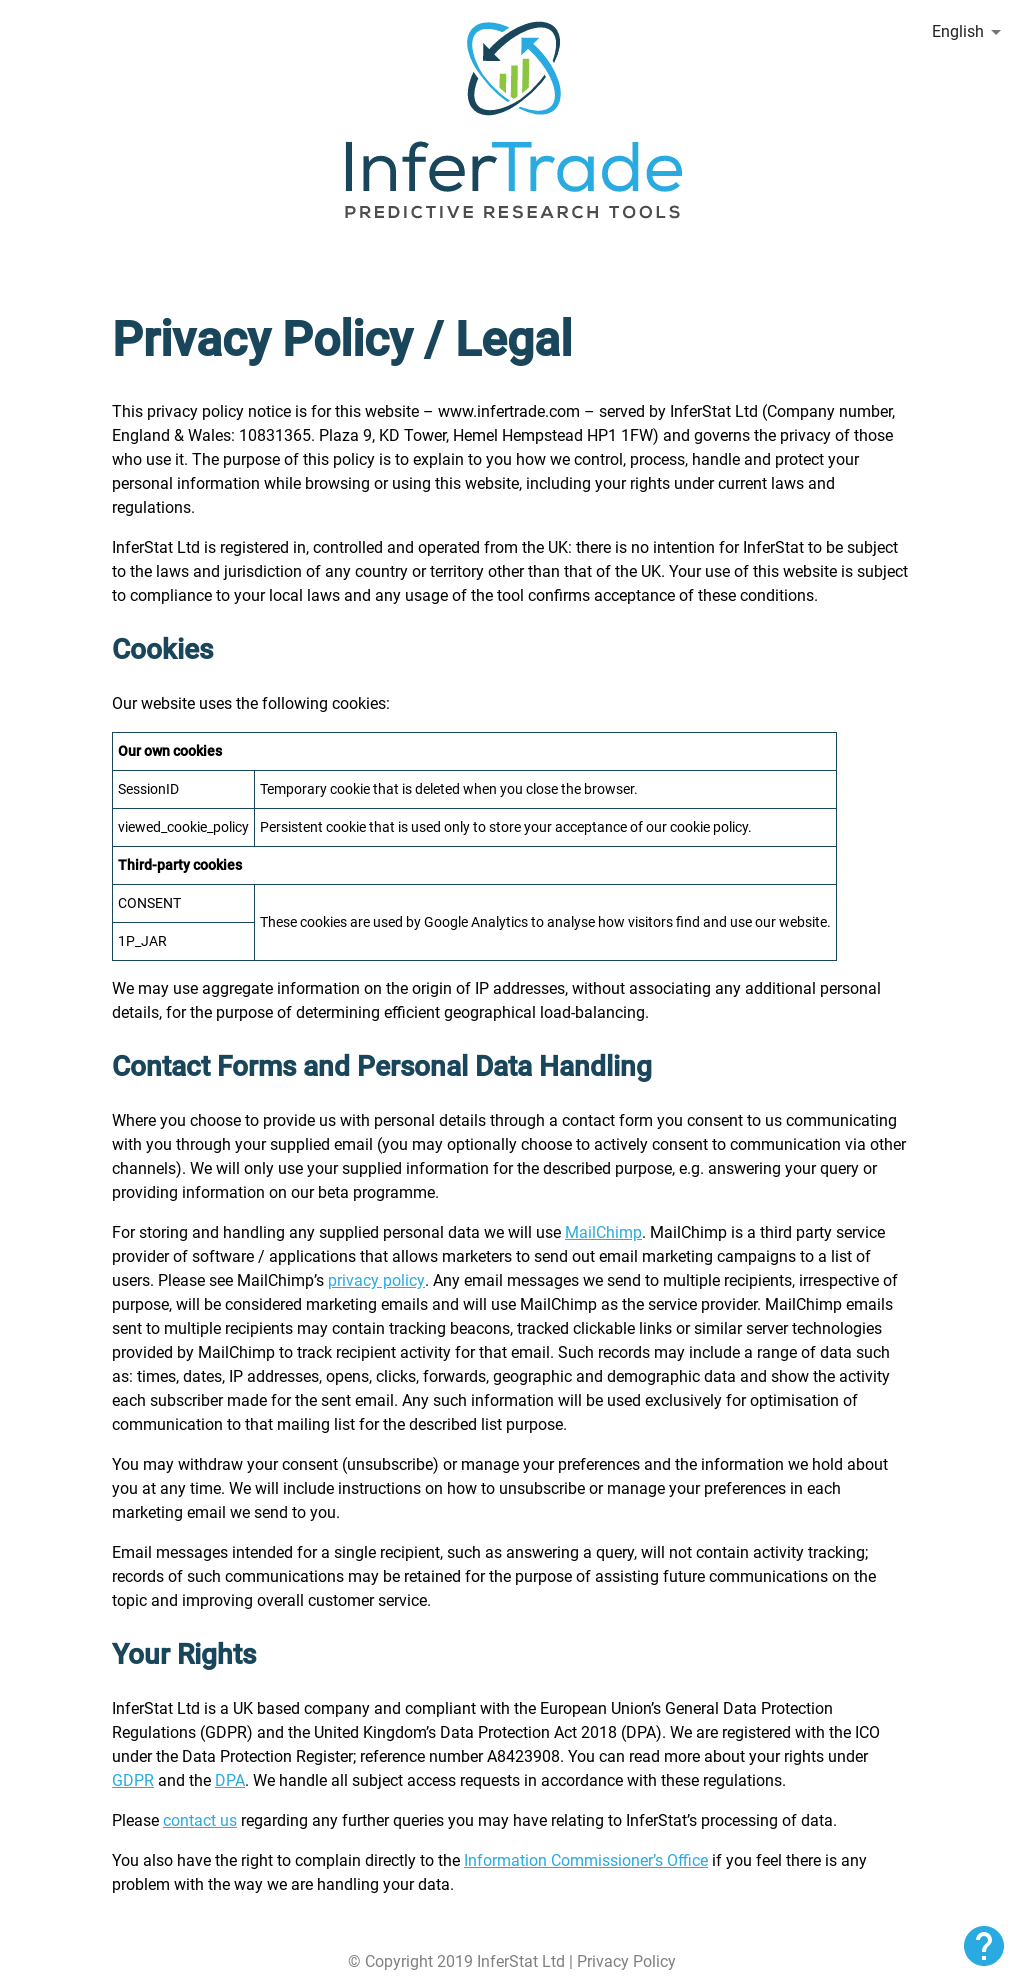 English
InferTrade
PREDICTIVE RESEARCH TOOLS
Privacy Policy / Legal
This privacy policy notice is for this website – www.infertrade.com – served by InferStat Ltd (Company number,
England & Wales: 10831365. Plaza 9, KD Tower, Hemel Hempstead HP1 1FW) and governs the privacy of those
who use it. The purpose of this policy is to explain to you how we control, process, handle and protect your
personal information while browsing or using this website, including your rights under current laws and
regulations.
InferStat Ltd is registered in, controlled and operated from the UK: there is no intention for InferStat to be subject
to the laws and jurisdiction of any country or territory other than that of the UK. Your use of this website is subject
to compliance to your local laws and any usage of the tool confirms acceptance of these conditions.
Cookies
Our website uses the following cookies:
Our own cookies
SessionID Temporary cookie that is deleted when you close the browser.
viewed_cookie_policy Persistent cookie that is used only to store your acceptance of our cookie policy.
Third-party cookies
CONSENT
These cookies are used by Google Analytics to analyse how visitors find and use our website.
1P_JAR
We may use aggregate information on the origin of IP addresses, without associating any additional personal
details, for the purpose of determining efficient geographical load-balancing.
Contact Forms and Personal Data Handling
Where you choose to provide us with personal details through a contact form you consent to us communicating
with you through your supplied email (you may optionally choose to actively consent to communication via other
channels). We will only use your supplied information for the described purpose, e.g. answering your query or
providing information on our beta programme.
For storing and handling any supplied personal data we will use MailChimp. MailChimp is a third party service
provider of software / applications that allows marketers to send out email marketing campaigns to a list of
users. Please see MailChimp’s privacy policy. Any email messages we send to multiple recipients, irrespective of
purpose, will be considered marketing emails and will use MailChimp as the service provider. MailChimp emails
sent to multiple recipients may contain tracking beacons, tracked clickable links or similar server technologies
provided by MailChimp to track recipient activity for that email. Such records may include a range of data such
as: times, dates, IP addresses, opens, clicks, forwards, geographic and demographic data and show the activity
each subscriber made for the sent email. Any such information will be used exclusively for optimisation of
communication to that mailing list for the described list purpose.
You may withdraw your consent (unsubscribe) or manage your preferences and the information we hold about
you at any time. We will include instructions on how to unsubscribe or manage your preferences in each
marketing email we send to you.
Email messages intended for a single recipient, such as answering a query, will not contain activity tracking;
records of such communications may be retained for the purpose of assisting future communications on the
topic and improving overall customer service.
Your Rights
InferStat Ltd is a UK based company and compliant with the European Union’s General Data Protection
Regulations (GDPR) and the United Kingdom’s Data Protection Act 2018 (DPA). We are registered with the ICO
under the Data Protection Register; reference number A8423908. You can read more about your rights under
GDPR and the DPA. We handle all subject access requests in accordance with these regulations.
Please contact us regarding any further queries you may have relating to InferStat’s processing of data.
You also have the right to complain directly to the Information Commissioner’s Office if you feel there is any
problem with the way we are handling your data.
© Copyright 2019 InferStat Ltd | Privacy Policy
?